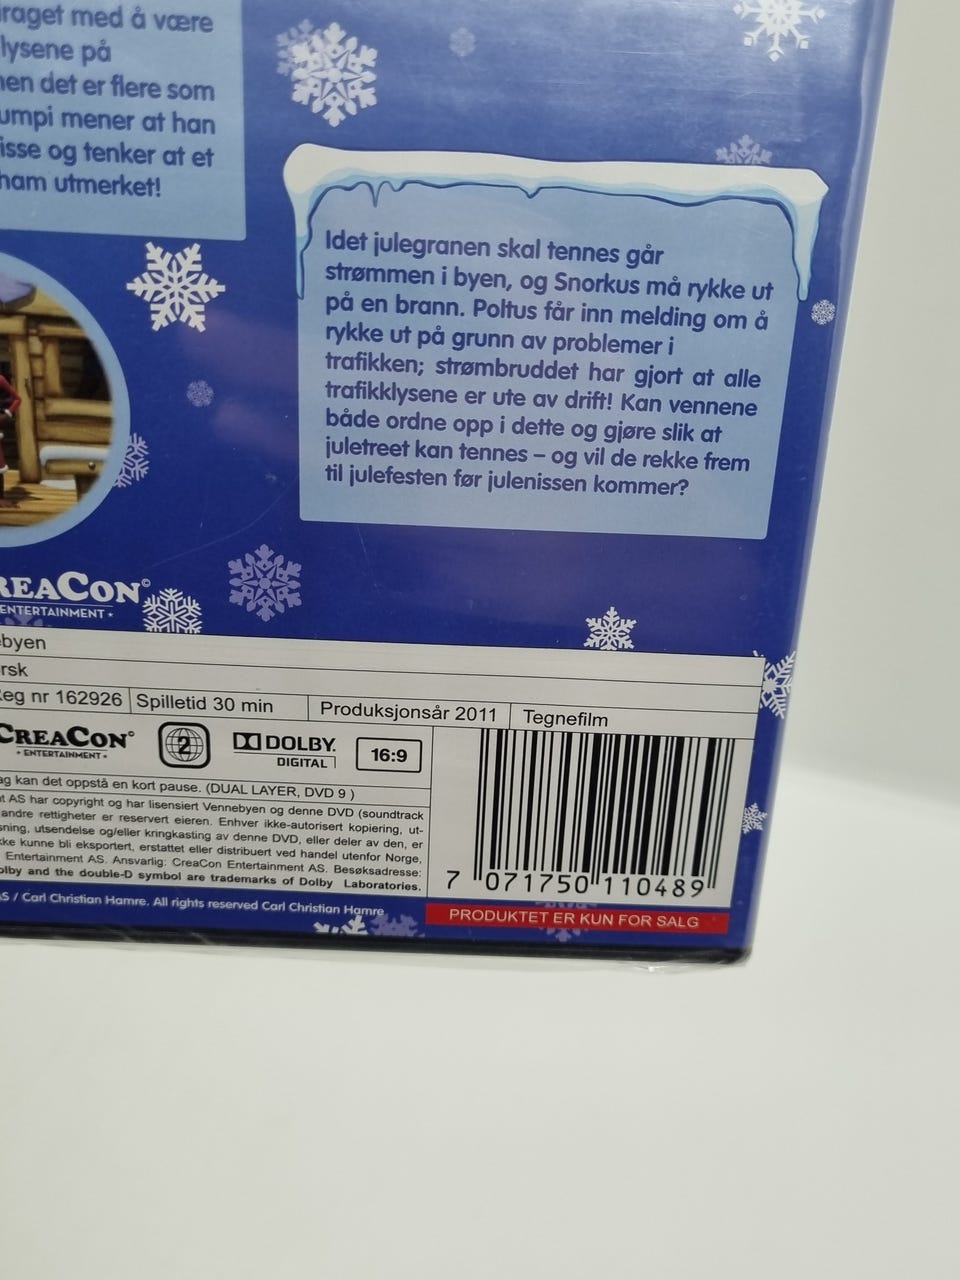 med å være
lysene på
det er flere som
mener at han
og tenker at et
ham utmerket!
Idet julegranen skal tennes går
strømmen i byen, og Snorkus må rykke ut
på en brann. Poltus får inn melding om å
rykke ut på grunn av problemer i
trafikken; strømbruddet har gjort at alle
trafikklysene er ute av drift! Kan vennene
både ordne opp i dette og gjøre slik at
juletreet kan tennes – og vil de rekke frem
til julefesten før julenissen kommer?
REACON©
ENTERTAINMENT
byen
rsk
eg nr 162926 Spilletid 30 min Produksjonsår 2011 Tegnefilm
CREACON©
ENTERTAINMENT
2
DOLBY.
DIGITAL
16:9
kan det oppstå en kort pause. (DUAL LAYER, DVD 9 )
AS har copyright og har lisensiert Vennebyen og denne DVD (soundtrack
andre rettigheter er reservert eieren. Enhver ikke-autorisert kopiering, ut-
sning, utsendelse og/eller kringkasting av denne DVD, eller deler av den, er
kunne bli eksportert, erstattet eller distribuert ved handel utenfor Norge,
Entertainment AS. Ansvarlig: CreaCon Entertainment AS. Besøksadresse:
olby and the double-D symbol are trademarks of Dolby Laboratories.
7 071750 110489
AS / Carl Christian Hamre. All rights reserved Carl Christian Hamre
PRODUKTET ER KUN FOR SALG